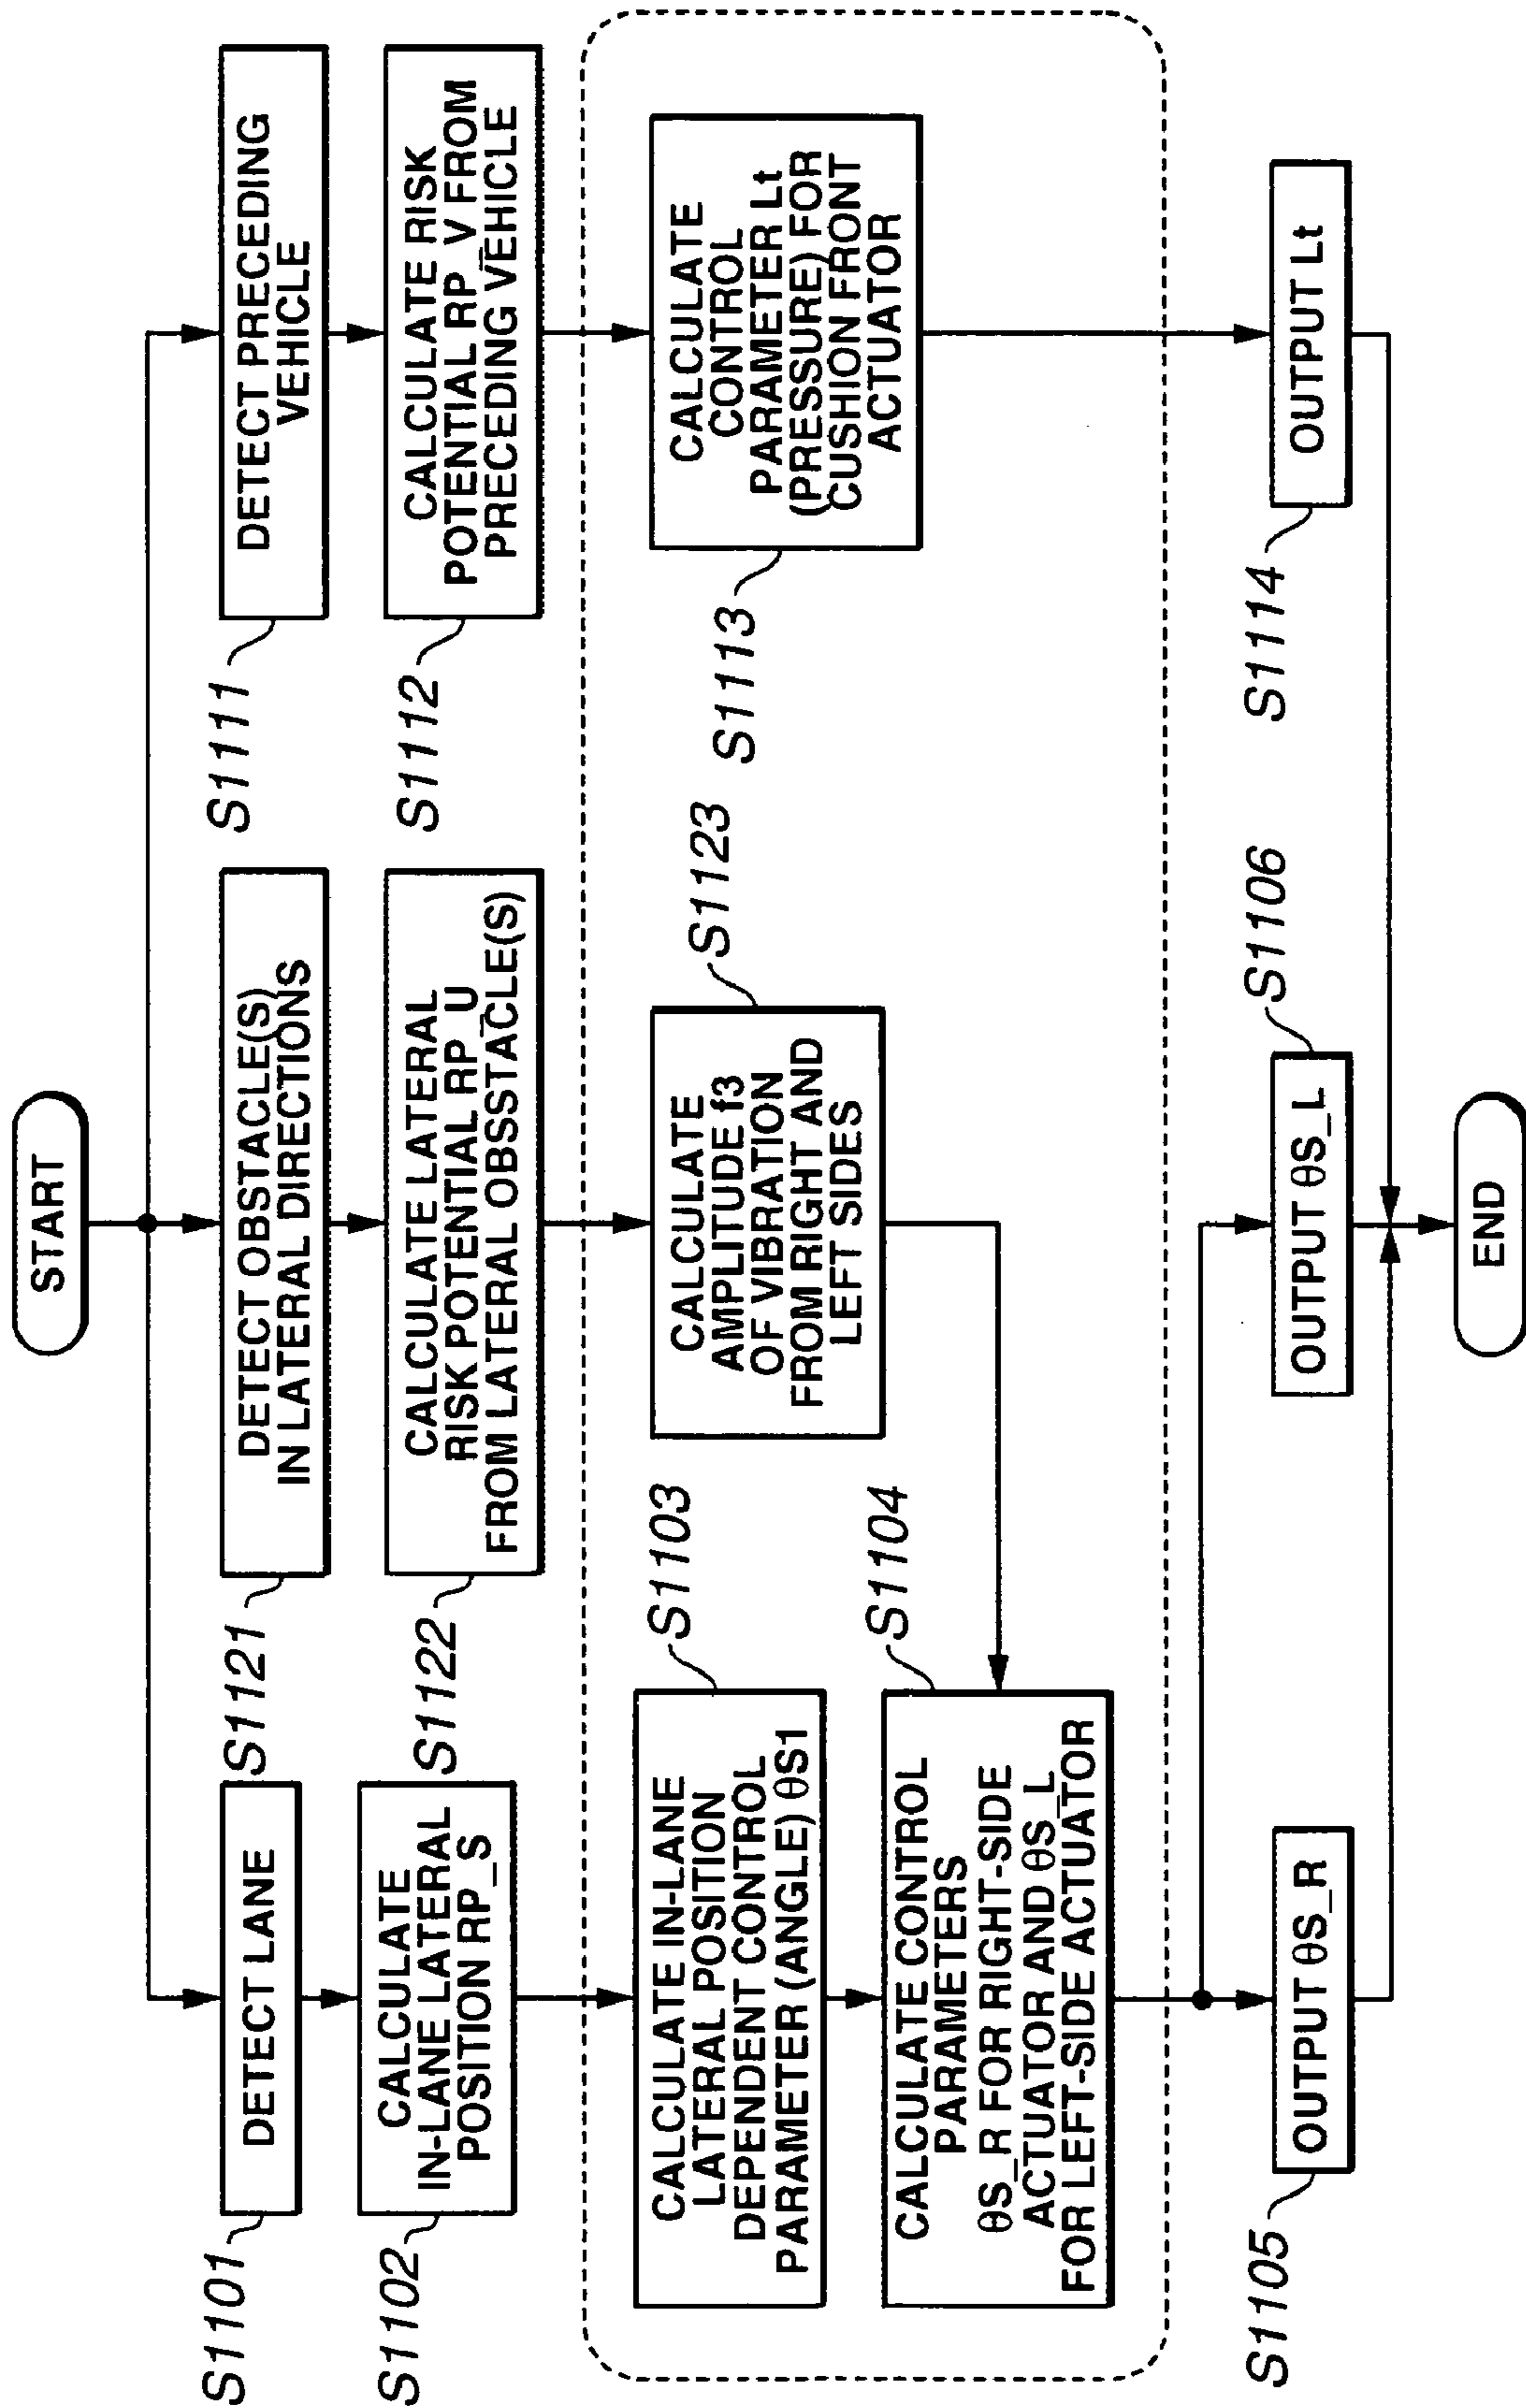 START
S1101
DETECT LANE
S1102
CALCULATE
IN-LANE LATERAL
POSITION RP_S
S1103
CALCULATE IN-LANE
LATERAL POSITION
DEPENDENT CONTROL
PARAMETER (ANGLE) θS1
S1104
CALCULATE CONTROL
PARAMETERS
θS_R FOR RIGHT-SIDE
ACTUATOR AND θS_L
FOR LEFT-SIDE ACTUATOR
S1105
OUTPUT θS_R
S1121
DETECT OBSTACLE(S)
IN LATERAL DIRECTIONS
S1122
CALCULATE LATERAL
RISK POTENTIAL RP_U
FROM LATERAL OBSSTACLE(S)
S1123
CALCULATE
AMPLITUDE f3
OF VIBRATION
FROM RIGHT AND
LEFT SIDES
S1106
OUTPUT θS_L
S1111
DETECT PRECEDING
VEHICLE
S1112
CALCULATE RISK
POTENTIAL RP_V FROM
PRECEDING VEHICLE
S1113
CALCULATE
CONTROL
PARAMETER Lt
(PRESSURE) FOR
CUSHION FRONT
ACTUATOR
S1114
OUTPUT Lt
END